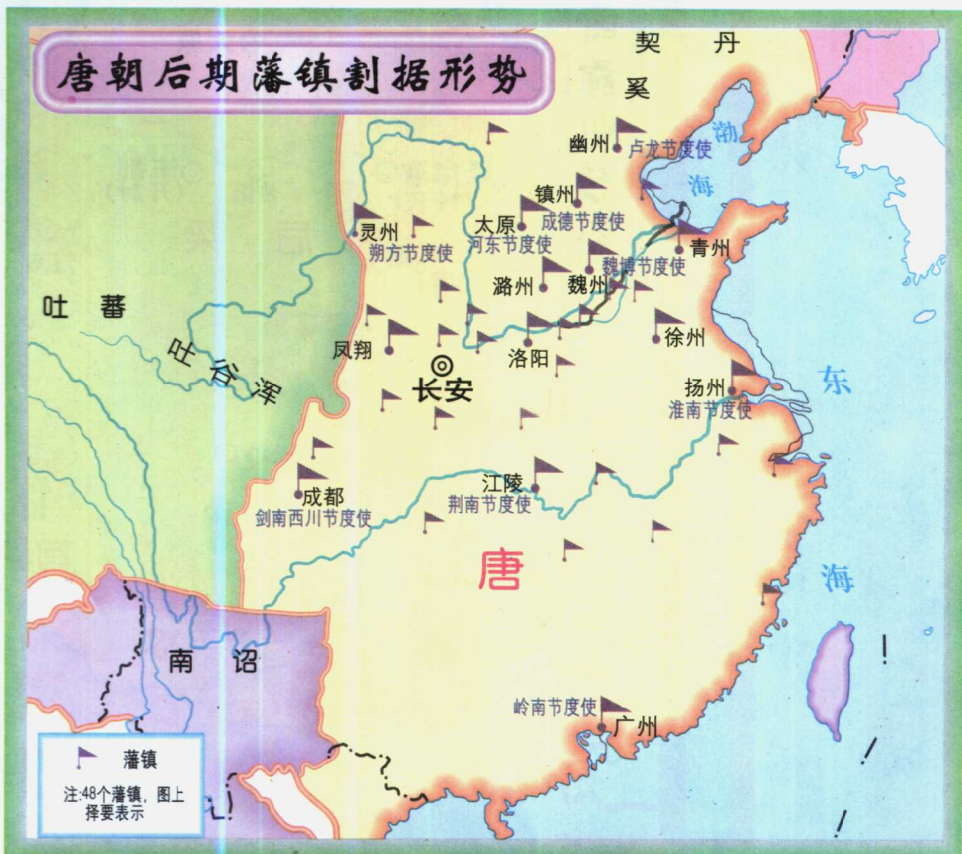 唐朝后期藩镇割据形势
契丹
奚
渤海
幽州
卢龙节度使
镇州
成德节度使
太原
河东节度使
灵州
朔方节度使
青州
魏博节度使
魏州
潞州
吐蕃
吐谷浑
凤翔
长安
洛阳
徐州
扬州
淮南节度使
东海
成都
剑南西川节度使
江陵
荆南节度使
唐
南诏
岭南节度使
广州
藩镇
注:48个藩镇，图上
择要表示